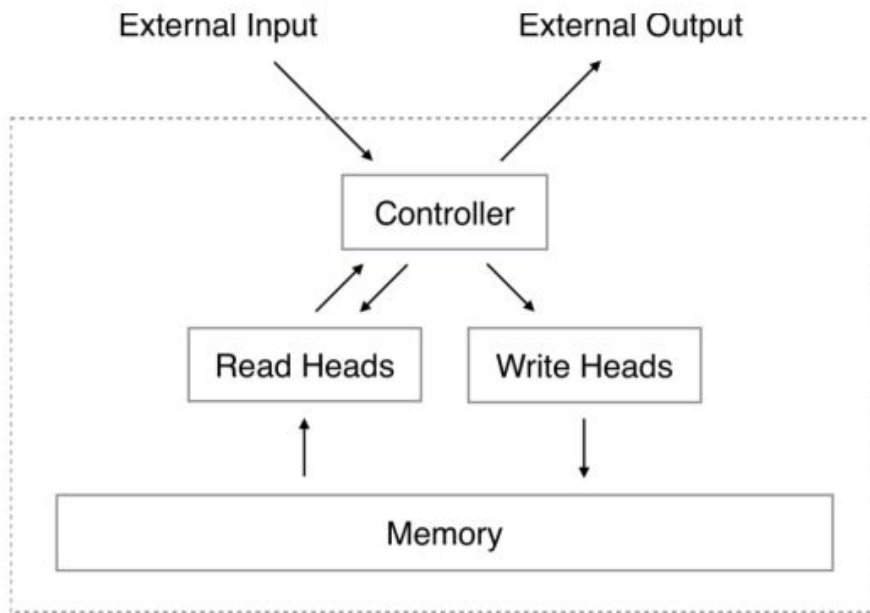 External Input
External Output
Controller
Read Heads
Write Heads
Memory